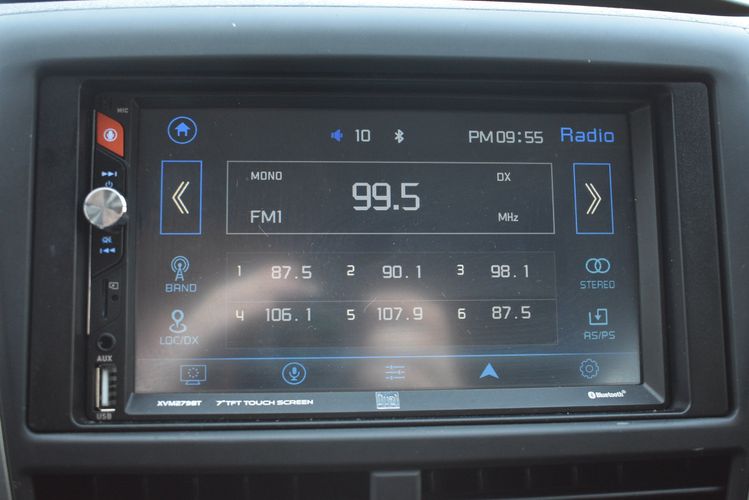 MIC
10 PM 09:55 Radio
MONO DX
99.5
FM1 MHz
BAND
1 87.5 2 90.1 3 98.1
STEREO
4 106.1 5 107.9 6 87.5
LOC/DX
AS/PS
AUX
USB
XVM279BT 7" TFT TOUCH SCREEN Dual Bluetooth